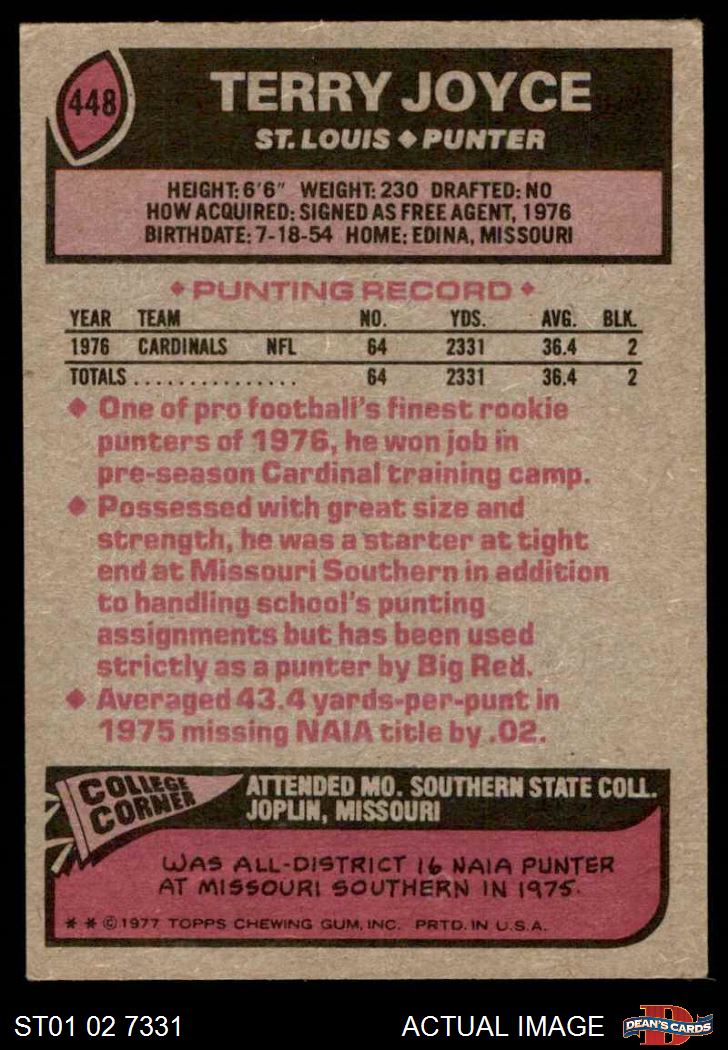 448
TERRY JOYCE
ST. LOUIS ◆ PUNTER
HEIGHT: 6'6" WEIGHT: 230 DRAFTED: NO
HOW ACQUIRED: SIGNED AS FREE AGENT, 1976
BIRTHDATE: 7-18-54 HOME: EDINA, MISSOURI
◆ PUNTING RECORD ◆
YEAR TEAM NO. YDS. AVG. BLK.
1976 CARDINALS NFL 64 2331 36.4 2
TOTALS ............... 64 2331 36.4 2
◆ One of pro football's finest rookie
punters of 1976, he won job in
pre-season Cardinal training camp.
◆ Possessed with great size and
strength, he was a starter at tight
end at Missouri Southern in addition
to handling school's punting
assignments but has been used
strictly as a punter by Big Red.
◆ Averaged 43.4 yards-per-punt in
1975 missing NAIA title by .02.
COLLEGE
CORNER
ATTENDED MO. SOUTHERN STATE COLL.
JOPLIN, MISSOURI
WAS ALL-DISTRICT 16 NAIA PUNTER
AT MISSOURI SOUTHERN IN 1975.
* * © 1977 TOPPS CHEWING GUM, INC. PRTD. IN U.S.A.
ST01 02 7331 ACTUAL IMAGE D DEAN'S CARDS